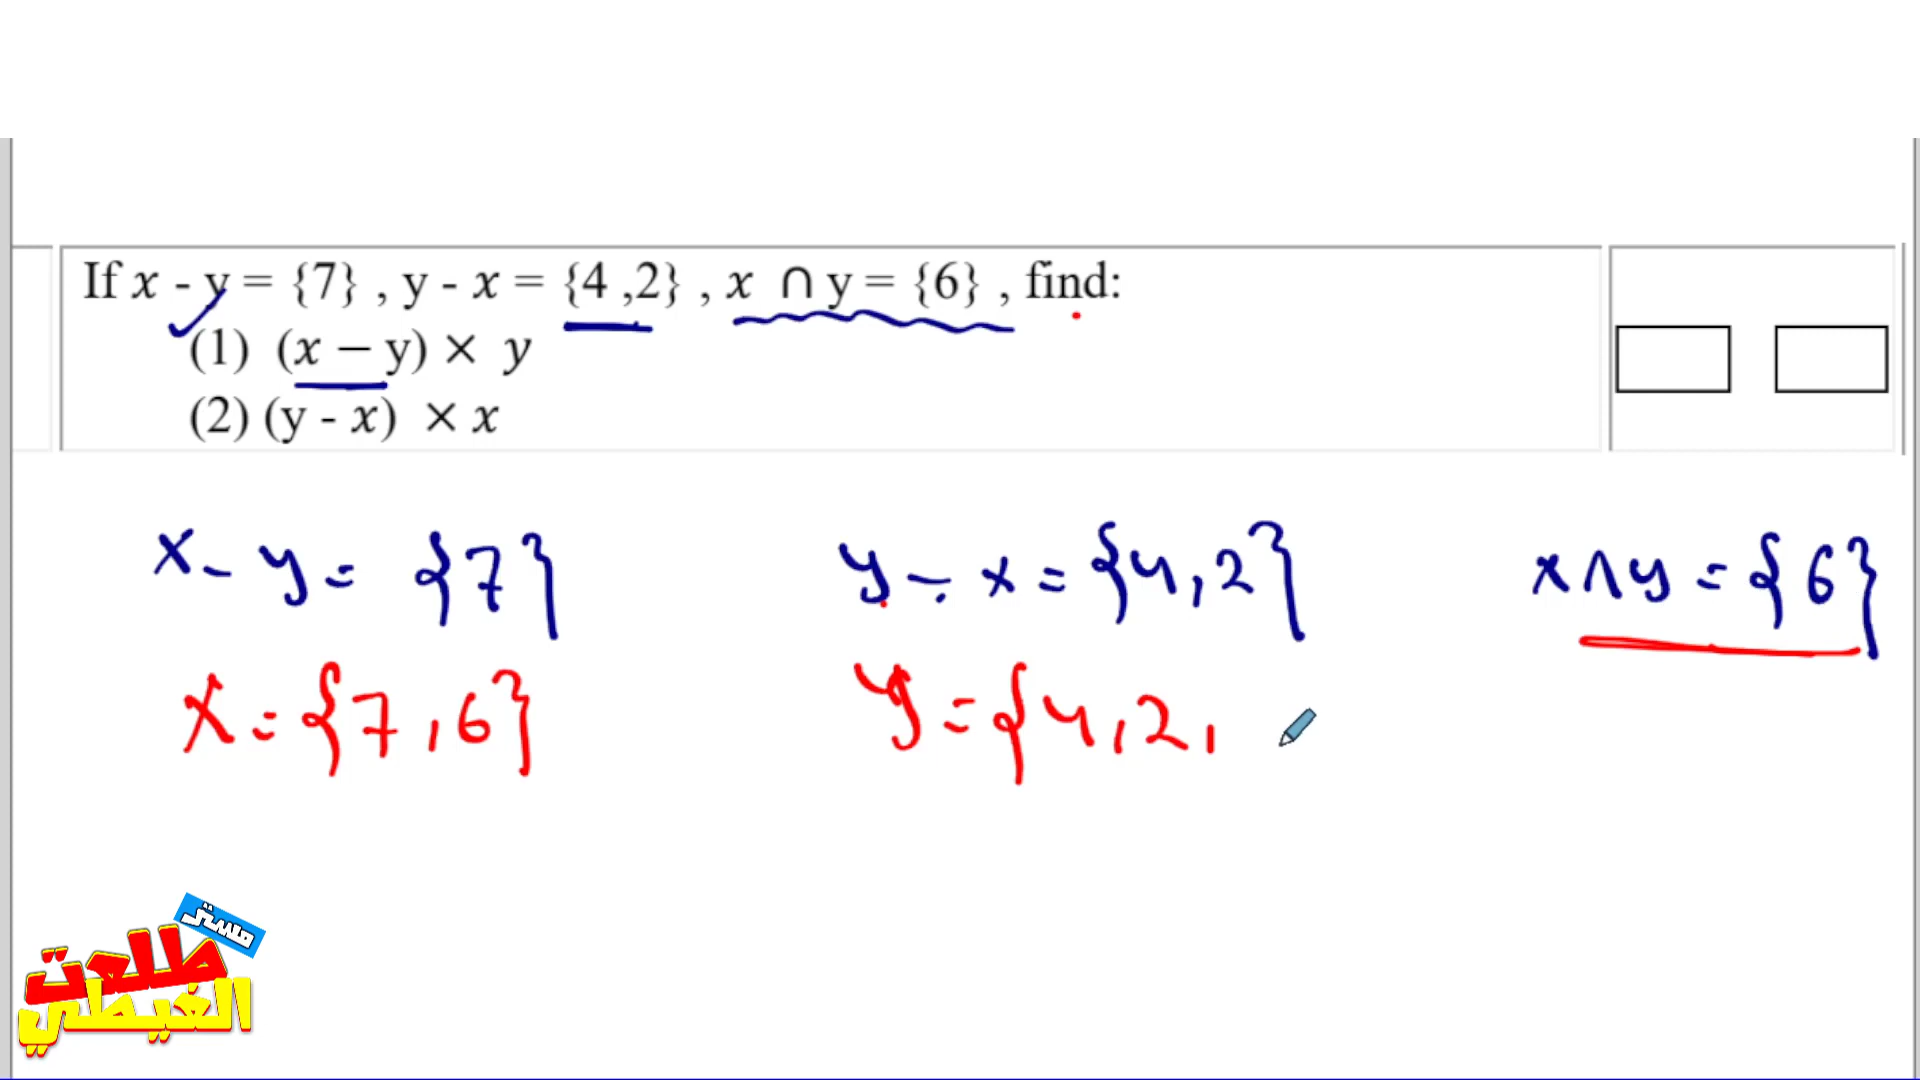 If x - y = {7} , y - x = {4 ,2} , x ∩ y = {6} , find:
(1) (x − y) × y
(2) (y - x) × x
x - y = {7}
y - x = {4, 2}
x ∩ y = {6}
X = {7, 6}
y = {4, 2,
مستر
طلعت
الغيطي